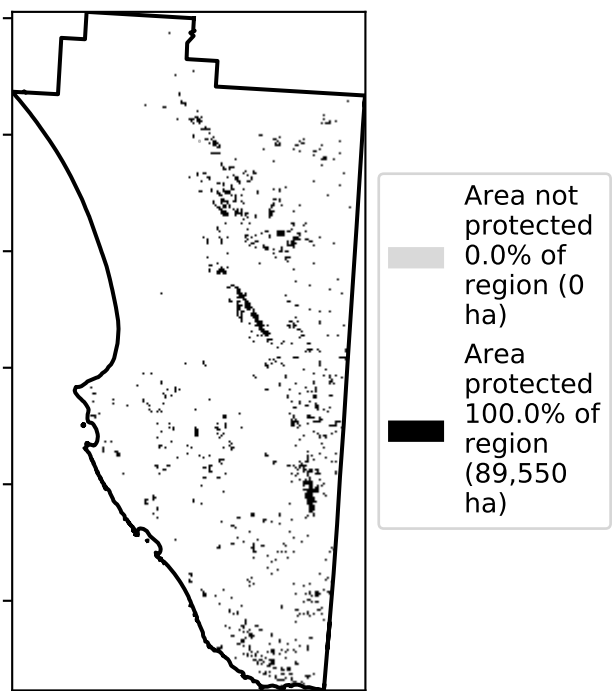 Area not
protected
0.0% of
region (0
ha)
Area
protected
100.0% of
region
(89,550
ha)